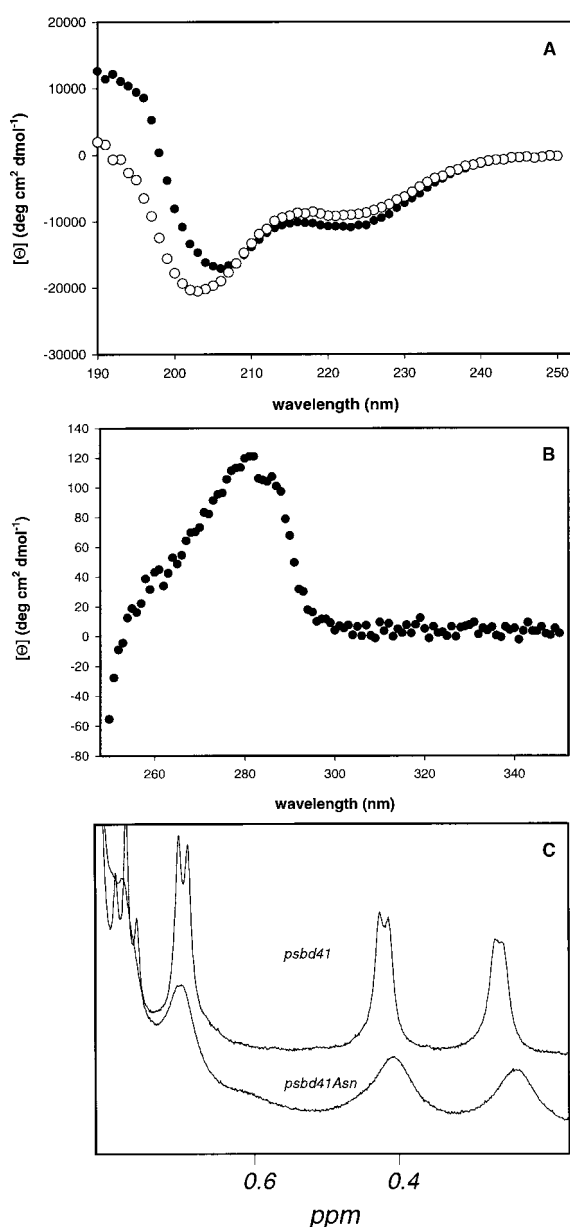 A
[Θ] (deg cm² dmol⁻¹)
20000
10000
0
-10000
-20000
-30000
190 200 210 220 230 240 250
wavelength (nm)
B
[Θ] (deg cm² dmol⁻¹)
140
120
100
80
60
40
20
0
-20
-40
-60
-80
260 280 300 320 340
wavelength (nm)
C
psbd41
psbd41Asn
0.6 0.4
ppm